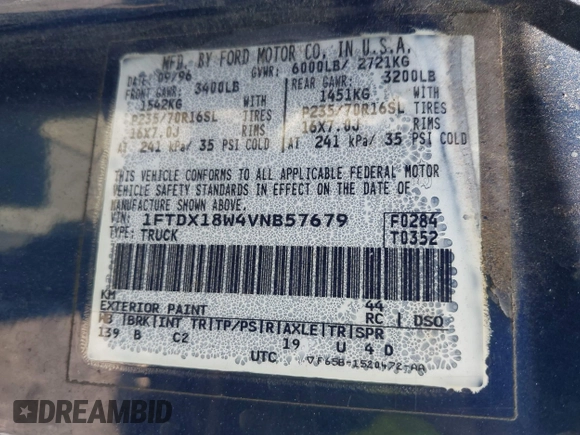 MFD. BY FORD MOTOR CO. IN U.S.A.
DATE: 09/96 GVWR: 6000LB/ 2721KG
FRONT GAWR: 3400LB REAR GAWR: 3200LB
1542KG WITH 1451KG WITH
P235/70R16SL TIRES P235/70R16SL TIRES
16X7.0J RIMS 16X7.0J RIMS
AT 241 kPa/ 35 PSI COLD AT 241 kPa/ 35 PSI COLD
THIS VEHICLE CONFORMS TO ALL APPLICABLE FEDERAL MOTOR
VEHICLE SAFETY STANDARDS IN EFFECT ON THE DATE OF
MANUFACTURE SHOWN ABOVE.
VIN: 1FTDX18W4VNB57679 F0284
TYPE: TRUCK T0352
KM 44
EXTERIOR PAINT RC DSO
WB BRK INT TR TP/PS R AXLE TR SPR
139 B C2 19 U 4 D
UTC ▽F65B-1520472-AA
DREAMBID